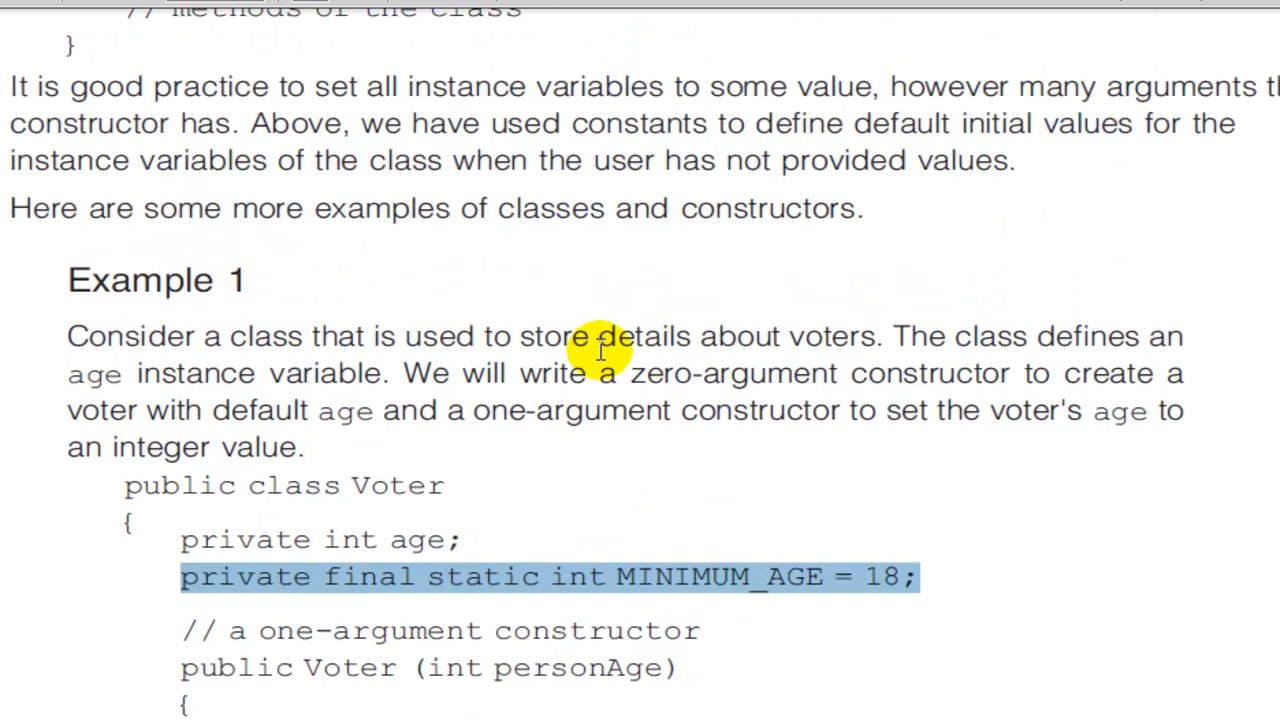 // methods of the class
}
It is good practice to set all instance variables to some value, however many arguments
constructor has. Above, we have used constants to define default initial values for the
instance variables of the class when the user has not provided values.
Here are some more examples of classes and constructors.
Example 1
Consider a class that is used to store details about voters. The class defines an
age instance variable. We will write a zero-argument constructor to create a
voter with default age and a one-argument constructor to set the voter's age to
an integer value.
public class Voter
{
private int age;
private final static int MINIMUM_AGE = 18;
// a one-argument constructor
public Voter (int personAge)
{